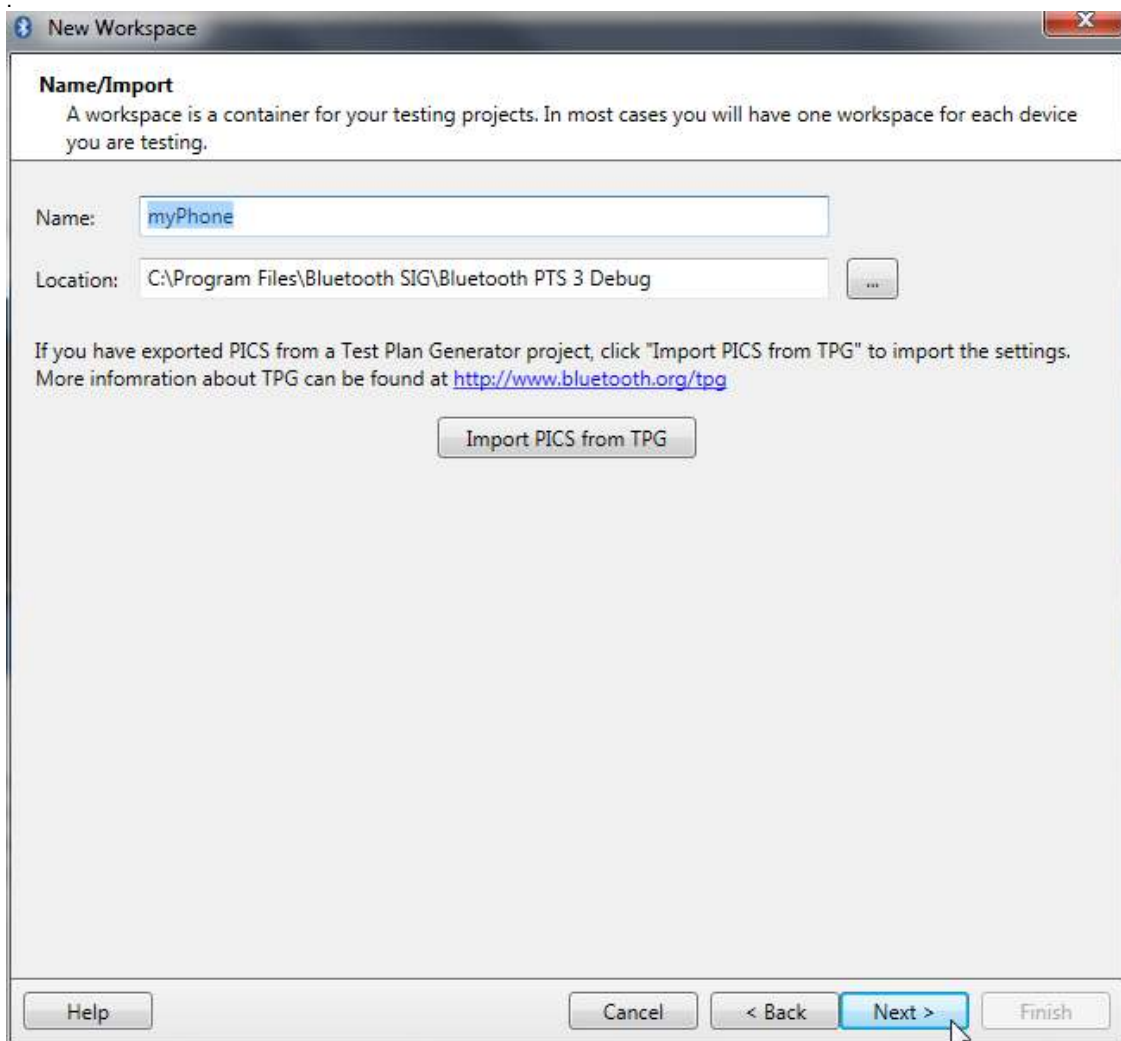 .
New Workspace
Name/Import
A workspace is a container for your testing projects. In most cases you will have one workspace for each device
you are testing.
Name: myPhone
Location: C:\Program Files\Bluetooth SIG\Bluetooth PTS 3 Debug ...
If you have exported PICS from a Test Plan Generator project, click "Import PICS from TPG" to import the settings.
More infomration about TPG can be found at http://www.bluetooth.org/tpg
Import PICS from TPG
Help Cancel < Back Next > Finish